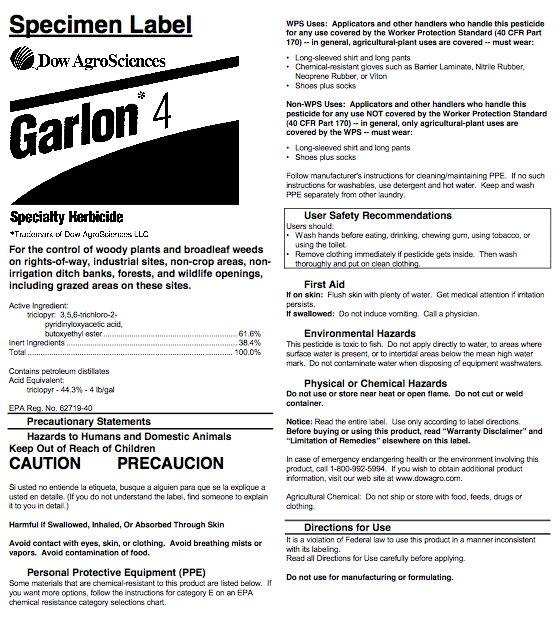 Specimen Label
Dow AgroSciences
Garlon* 4
Specialty Herbicide
*Trademark of Dow AgroSciences LLC
For the control of woody plants and broadleaf weeds
on rights-of-way, industrial sites, non-crop areas, non-
irrigation ditch banks, forests, and wildlife openings,
including grazed areas on these sites.
Active Ingredient:
triclopyr: 3,5,6-trichloro-2-
pyridinyloxyacetic acid,
butoxyethyl ester ........ 61.6%
Inert Ingredients ........ 38.4%
Total ........ 100.0%
Contains petroleum distillates
Acid Equivalent:
triclopyr - 44.3% - 4 lb/gal
EPA Reg. No. 62719-40
Precautionary Statements
Hazards to Humans and Domestic Animals
Keep Out of Reach of Children
CAUTION PRECAUCION
Si usted no entiende la etiqueta, busque a alguien para que se la explique a
usted en detalle. (If you do not understand the label, find someone to explain
it to you in detail.)
Harmful If Swallowed, Inhaled, Or Absorbed Through Skin
Avoid contact with eyes, skin, or clothing. Avoid breathing mists or
vapors. Avoid contamination of food.
Personal Protective Equipment (PPE)
Some materials that are chemical-resistant to this product are listed below. If
you want more options, follow the instructions for category E on an EPA
chemical resistance category selections chart.
WPS Uses: Applicators and other handlers who handle this pesticide
for any use covered by the Worker Protection Standard (40 CFR Part
170) -- in general, agricultural-plant uses are covered -- must wear:
• Long-sleeved shirt and long pants
• Chemical-resistant gloves such as Barrier Laminate, Nitrile Rubber,
Neoprene Rubber, or Viton
• Shoes plus socks
Non-WPS Uses: Applicators and other handlers who handle this
pesticide for any use NOT covered by the Worker Protection Standard
(40 CFR Part 170) -- in general, only agricultural-plant uses are
covered by the WPS -- must wear:
• Long-sleeved shirt and long pants
• Shoes plus socks
Follow manufacturer's instructions for cleaning/maintaining PPE. If no such
instructions for washables, use detergent and hot water. Keep and wash
PPE separately from other laundry.
User Safety Recommendations
Users should:
• Wash hands before eating, drinking, chewing gum, using tobacco, or
using the toilet.
• Remove clothing immediately if pesticide gets inside. Then wash
thoroughly and put on clean clothing.
First Aid
If on skin: Flush skin with plenty of water. Get medical attention if irritation
persists.
If swallowed: Do not induce vomiting. Call a physician.
Environmental Hazards
This pesticide is toxic to fish. Do not apply directly to water, to areas where
surface water is present, or to intertidal areas below the mean high water
mark. Do not contaminate water when disposing of equipment washwaters.
Physical or Chemical Hazards
Do not use or store near heat or open flame. Do not cut or weld
container.
Notice: Read the entire label. Use only according to label directions.
Before buying or using this product, read “Warranty Disclaimer” and
“Limitation of Remedies” elsewhere on this label.
In case of emergency endangering health or the environment involving this
product, call 1-800-992-5994. If you wish to obtain additional product
information, visit our web site at www.dowagro.com.
Agricultural Chemical: Do not ship or store with food, feeds, drugs or
clothing.
Directions for Use
It is a violation of Federal law to use this product in a manner inconsistent
with its labeling.
Read all Directions for Use carefully before applying.
Do not use for manufacturing or formulating.